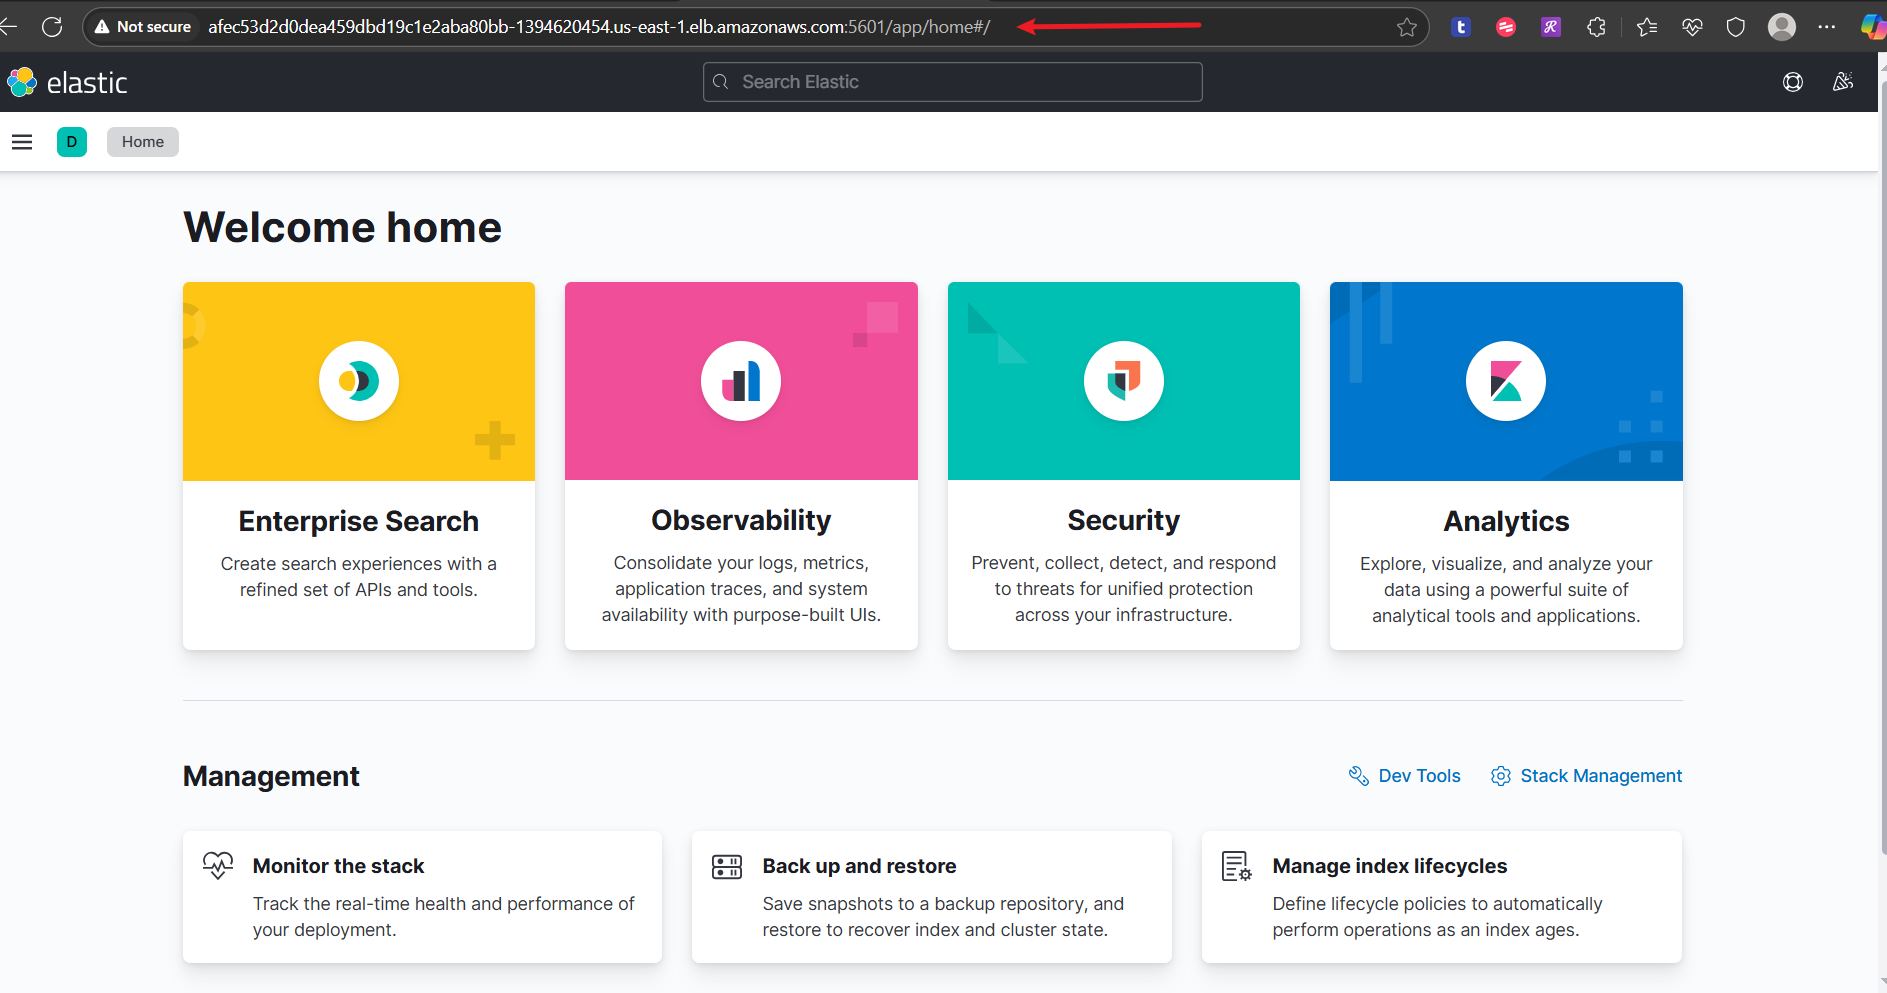 Not secure afec53d2d0dea459dbd19c1e2aba80bb-1394620454.us-east-1.elb.amazonaws.com:5601/app/home#/
elastic
Search Elastic
D
Home
Welcome home
Enterprise Search
Create search experiences with a
refined set of APIs and tools.
Observability
Consolidate your logs, metrics,
application traces, and system
availability with purpose-built UIs.
Security
Prevent, collect, detect, and respond
to threats for unified protection
across your infrastructure.
Analytics
Explore, visualize, and analyze your
data using a powerful suite of
analytical tools and applications.
Management
Dev Tools
Stack Management
Monitor the stack
Track the real-time health and performance of
your deployment.
Back up and restore
Save snapshots to a backup repository, and
restore to recover index and cluster state.
Manage index lifecycles
Define lifecycle policies to automatically
perform operations as an index ages.